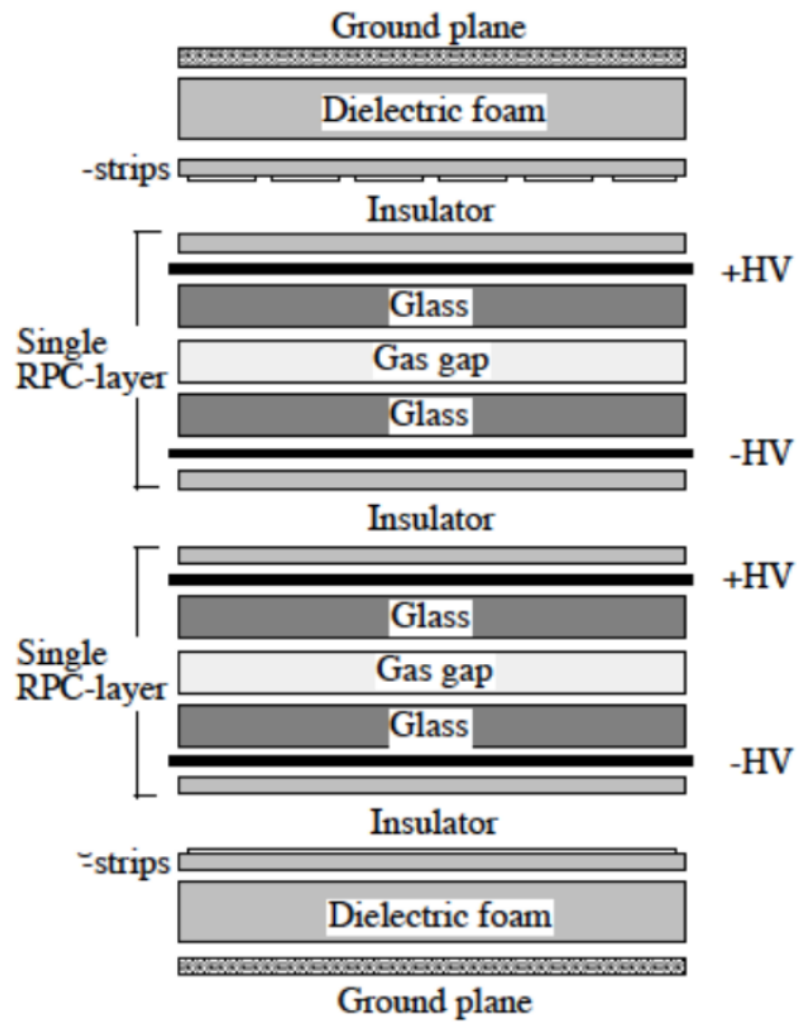 Ground plane
Dielectric foam
-strips
Insulator
+HV
Glass
Single
RPC-layer
Gas gap
Glass
-HV
Insulator
+HV
Glass
Single
RPC-layer
Gas gap
Glass
-HV
Insulator
-strips
Dielectric foam
Ground plane